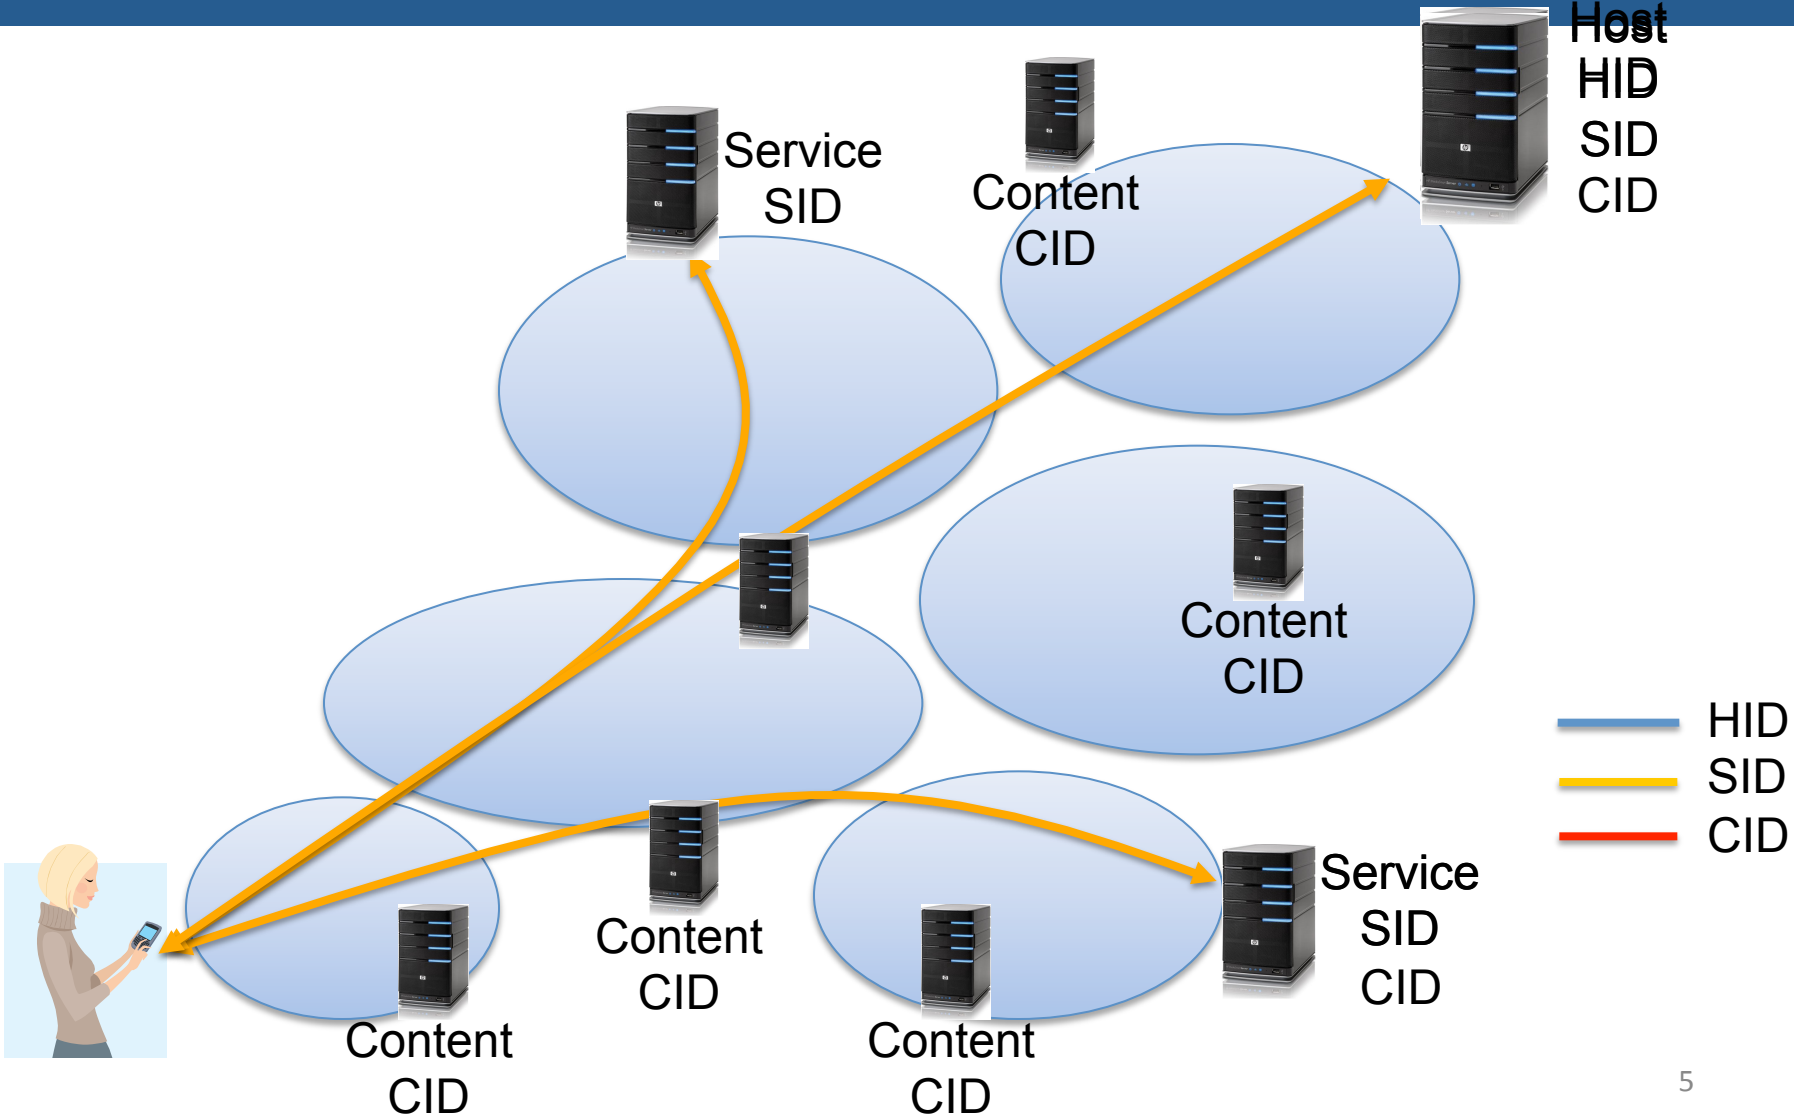 Host
HID
SID
CID
Service
SID
Content
CID
Content
CID
HID
SID
CID
Service
SID
CID
Content
CID
Content
CID
Content
CID
5